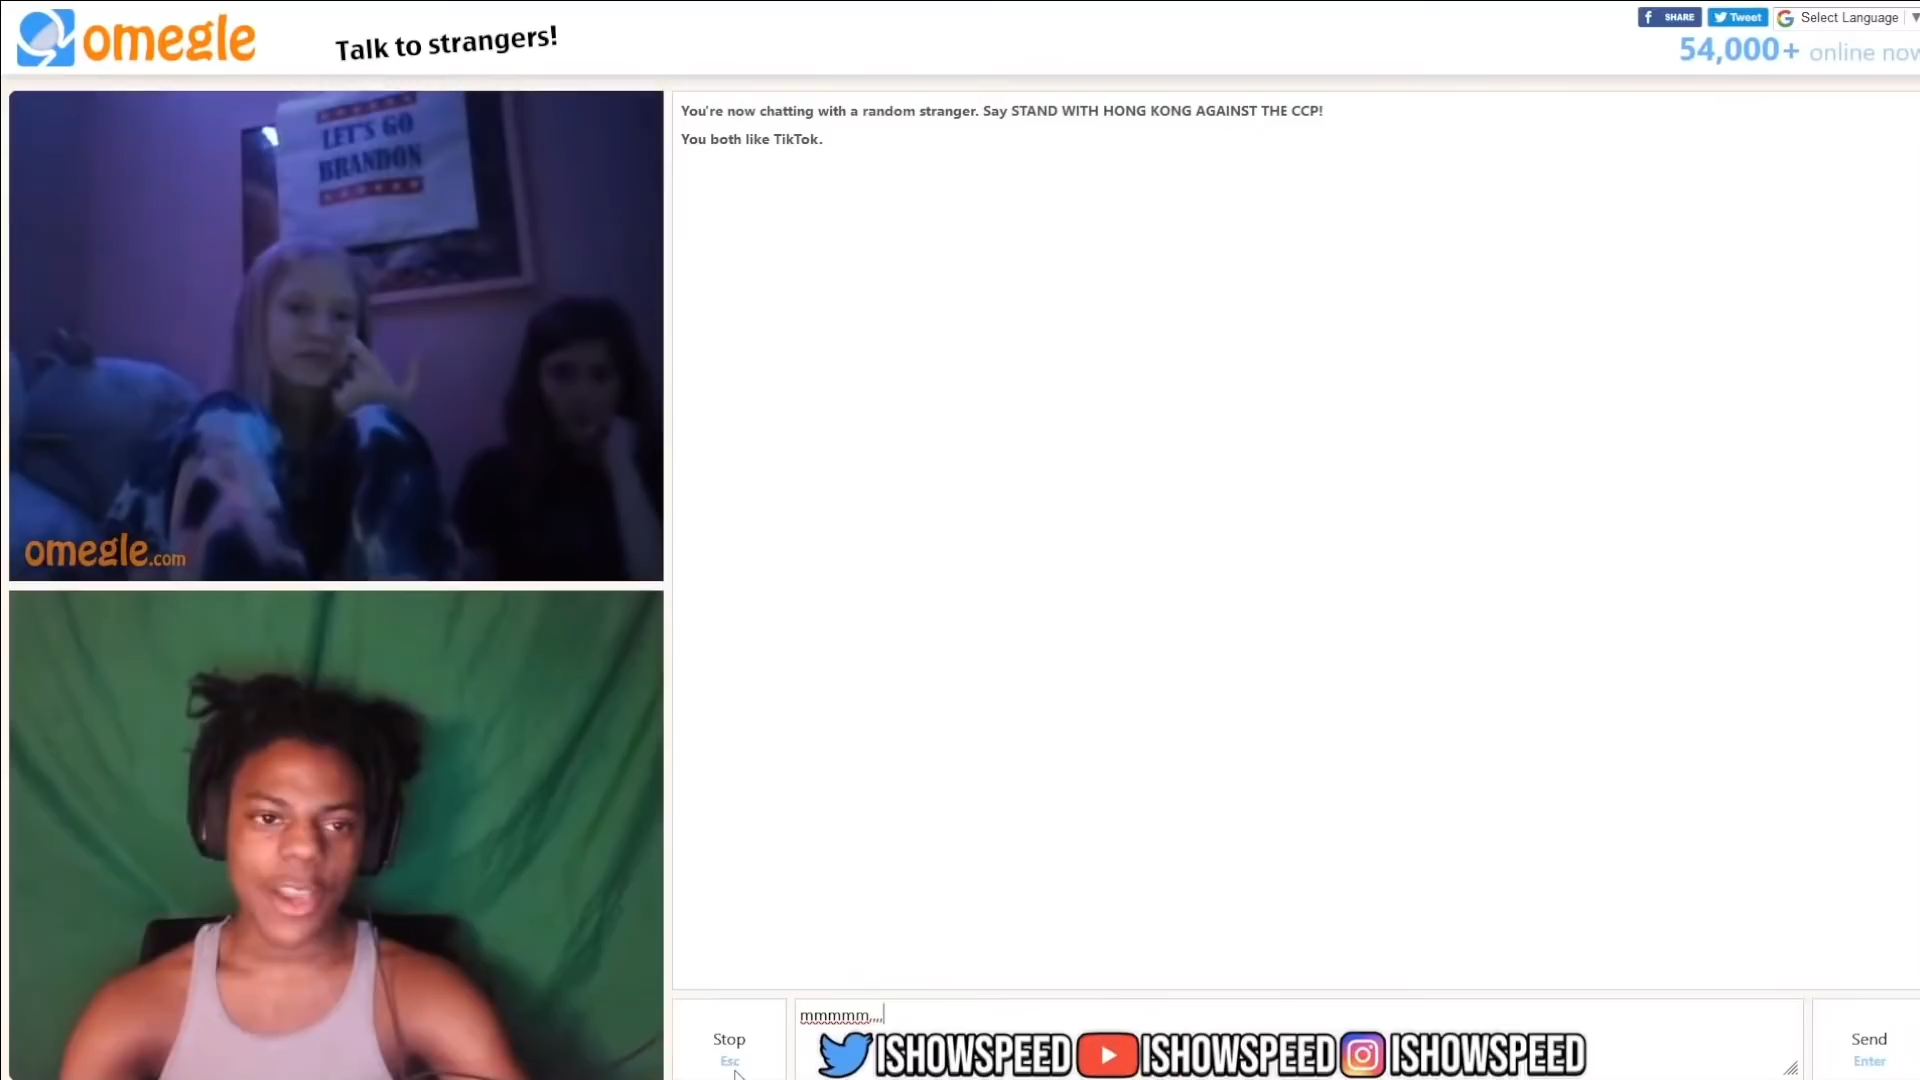 omegle
Talk to strangers!
SHARE
Tweet
Select Language
54,000+ online now
LET'S GO
BRANDON
omegle.com
You're now chatting with a random stranger. Say STAND WITH HONG KONG AGAINST THE CCP!
You both like TikTok.
Stop
Esc
mmmmm,,,,
ISHOWSPEED ISHOWSPEED ISHOWSPEED
Send
Enter